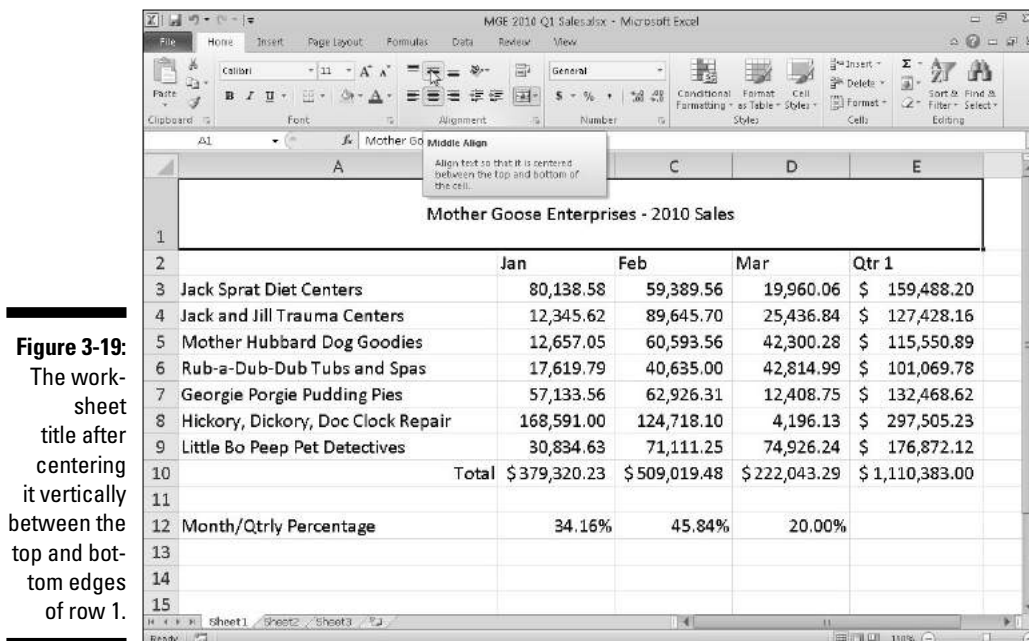 MGE 2010 Q1 Sales.xlsx - Microsoft Excel
File Home Insert Page Layout Formulas Data Review View
Calibri 11 General Insert
Paste B I U $ % Conditional Format Cell Delete Sort & Find &
Formatting as Table Styles Format Filter Select
Clipboard Font Alignment Number Styles Cells Editing
A1 fx Mother Go
Middle Align
Align text so that it is centered
between the top and bottom of
the cell.
A C D E
1 Mother Goose Enterprises - 2010 Sales
2 Jan Feb Mar Qtr 1
3 Jack Sprat Diet Centers 80,138.58 59,389.56 19,960.06 $ 159,488.20
4 Jack and Jill Trauma Centers 12,345.62 89,645.70 25,436.84 $ 127,428.16
5 Mother Hubbard Dog Goodies 12,657.05 60,593.56 42,300.28 $ 115,550.89
6 Rub-a-Dub-Dub Tubs and Spas 17,619.79 40,635.00 42,814.99 $ 101,069.78
7 Georgie Porgie Pudding Pies 57,133.56 62,926.31 12,408.75 $ 132,468.62
8 Hickory, Dickory, Doc Clock Repair 168,591.00 124,718.10 4,196.13 $ 297,505.23
9 Little Bo Peep Pet Detectives 30,834.63 71,111.25 74,926.24 $ 176,872.12
10 Total $379,320.23 $509,019.48 $222,043.29 $1,110,383.00
11
12 Month/Qtrly Percentage 34.16% 45.84% 20.00%
13
14
15
Sheet1 Sheet2 Sheet3
Ready 118%
Figure 3-19:
The work-
sheet
title after
centering
it vertically
between the
top and bot-
tom edges
of row 1.